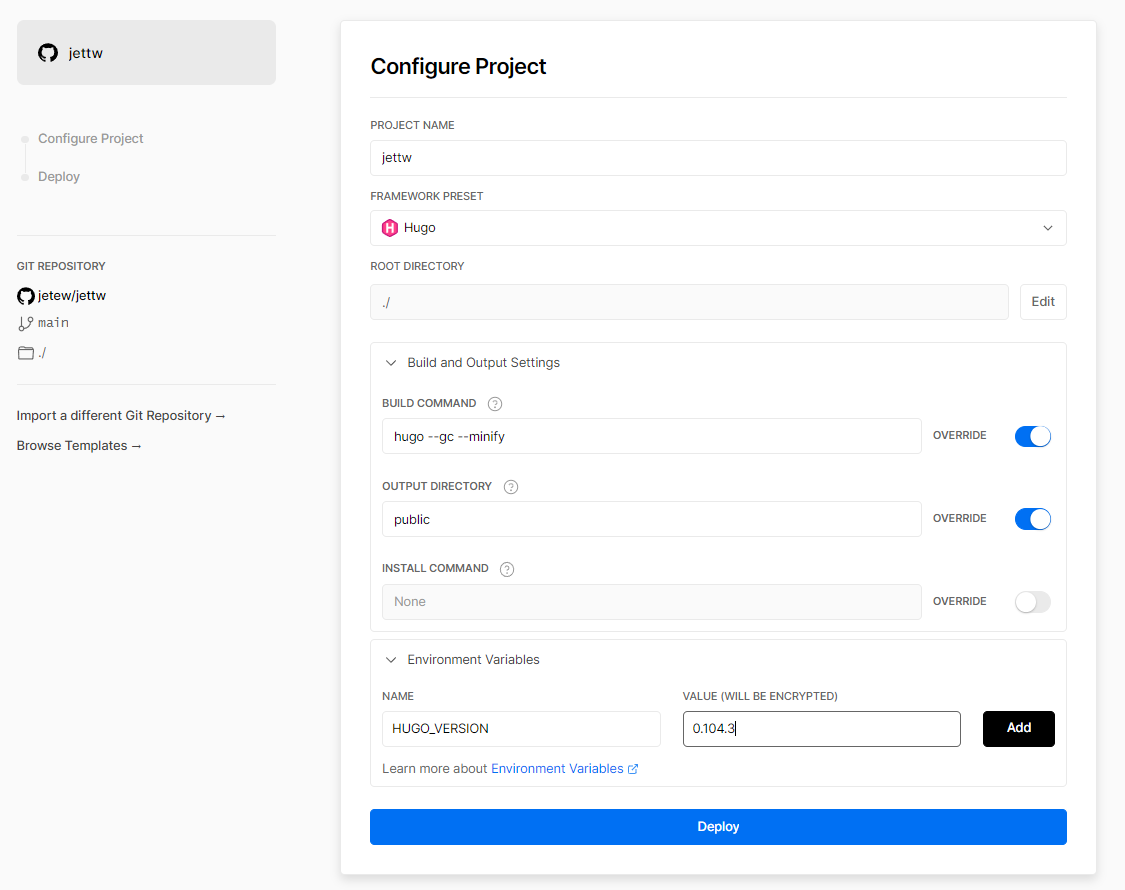 jettw
Configure Project
Deploy
GIT REPOSITORY
jetew/jettw
main
./
Import a different Git Repository →
Browse Templates →
Configure Project
PROJECT NAME
jettw
FRAMEWORK PRESET
H Hugo
ROOT DIRECTORY
./
Edit
Build and Output Settings
BUILD COMMAND ?
hugo --gc --minify
OVERRIDE
OUTPUT DIRECTORY ?
public
OVERRIDE
INSTALL COMMAND ?
None
OVERRIDE
Environment Variables
NAME
VALUE (WILL BE ENCRYPTED)
HUGO_VERSION
0.104.3
Add
Learn more about Environment Variables
Deploy